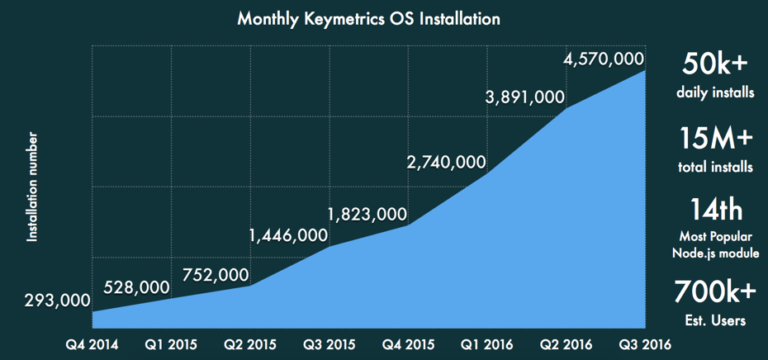 Monthly Keymetrics OS Installation
Installation number
293,000
528,000
752,000
1,446,000
1,823,000
2,740,000
3,891,000
4,570,000
Q4 2014 Q1 2015 Q2 2015 Q3 2015 Q4 2015 Q1 2016 Q2 2016 Q3 2016
50k+
daily installs
15M+
total installs
14th
Most Popular
Node.js module
700k+
Est. Users